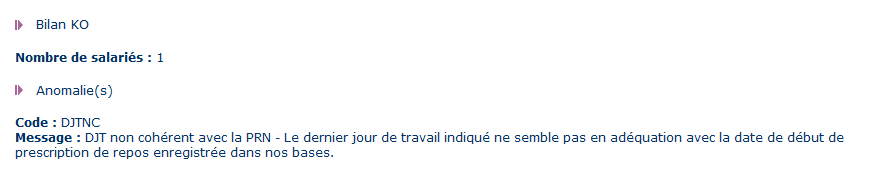 Bilan KO
Nombre de salariés : 1
Anomalie(s)
Code : DJTNC
Message : DJT non cohérent avec la PRN - Le dernier jour de travail indiqué ne semble pas en adéquation avec la date de début de
prescription de repos enregistrée dans nos bases.